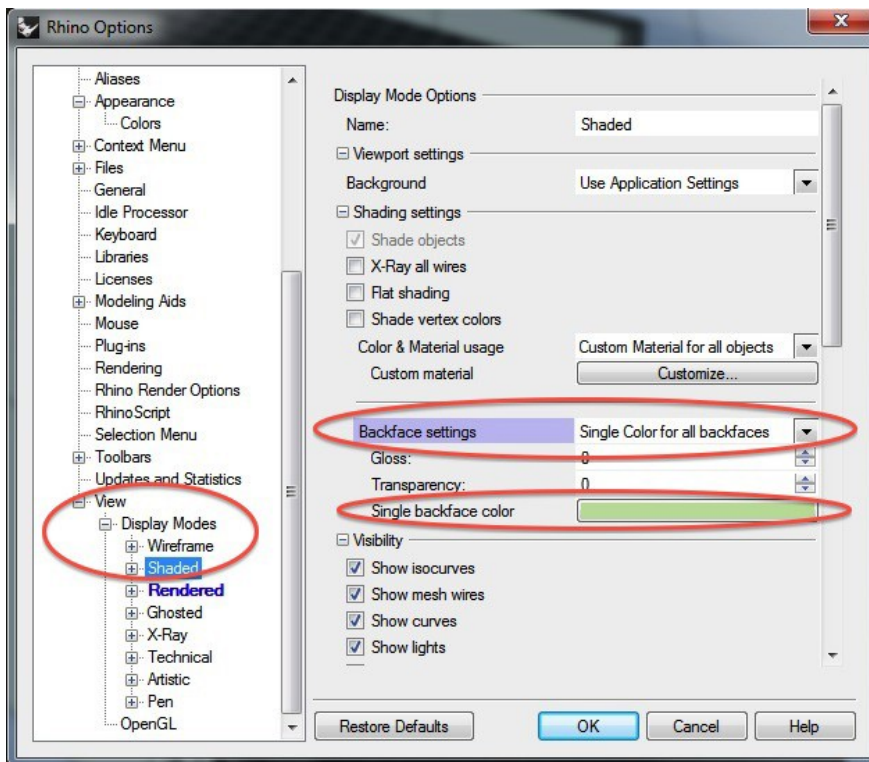 Rhino Options
Aliases
Appearance
Colors
Context Menu
Files
General
Idle Processor
Keyboard
Libraries
Licenses
Modeling Aids
Mouse
Plug-ins
Rendering
Rhino Render Options
RhinoScript
Selection Menu
Toolbars
Updates and Statistics
View
Display Modes
Wireframe
Shaded
Rendered
Ghosted
X-Ray
Technical
Artistic
Pen
OpenGL
Display Mode Options
Name: Shaded
Viewport settings
Background Use Application Settings
Shading settings
Shade objects
X-Ray all wires
Flat shading
Shade vertex colors
Color & Material usage Custom Material for all objects
Custom material Customize...
Backface settings Single Color for all backfaces
Gloss: 0
Transparency: 0
Single backface color
Visibility
Show isocurves
Show mesh wires
Show curves
Show lights
Restore Defaults OK Cancel Help